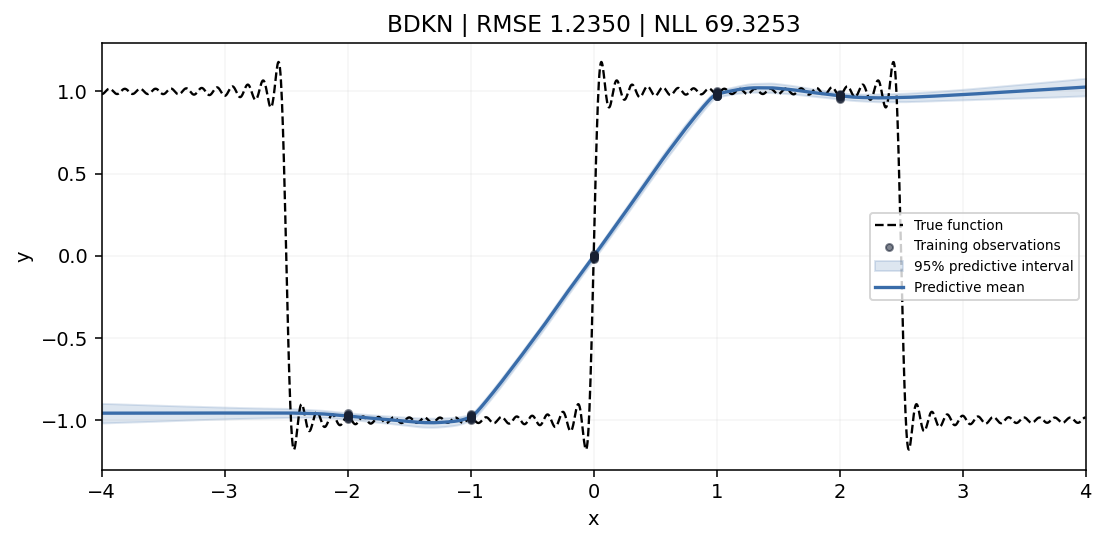 BDKN | RMSE 1.2350 | NLL 69.3253
y
1.0
0.5
0.0
−0.5
−1.0
True function
Training observations
95% predictive interval
Predictive mean
−4 −3 −2 −1 0 1 2 3 4
x